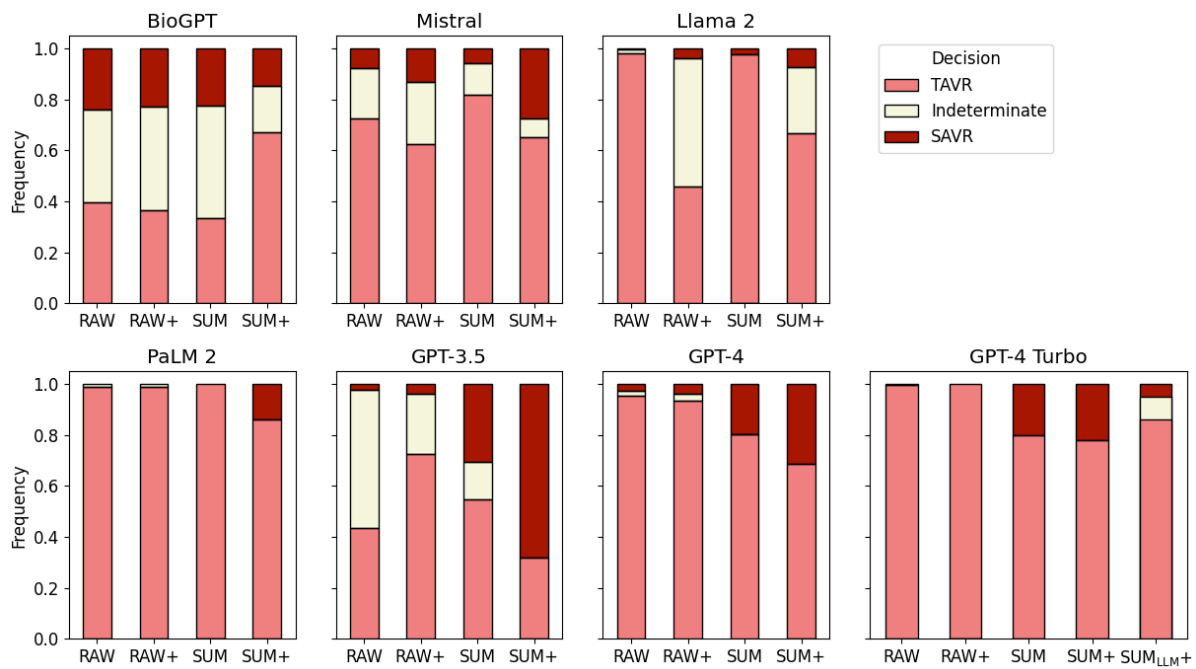 BioGPT
Mistral
Llama 2
Frequency
1.0
0.8
0.6
0.4
0.2
0.0
RAW RAW+ SUM SUM+
RAW RAW+ SUM SUM+
RAW RAW+ SUM SUM+
Decision
TAVR
Indeterminate
SAVR
PaLM 2
GPT-3.5
GPT-4
GPT-4 Turbo
Frequency
1.0
0.8
0.6
0.4
0.2
0.0
RAW RAW+ SUM SUM+
RAW RAW+ SUM SUM+
RAW RAW+ SUM SUM+
RAW RAW+ SUM SUM+ SUMLLM+